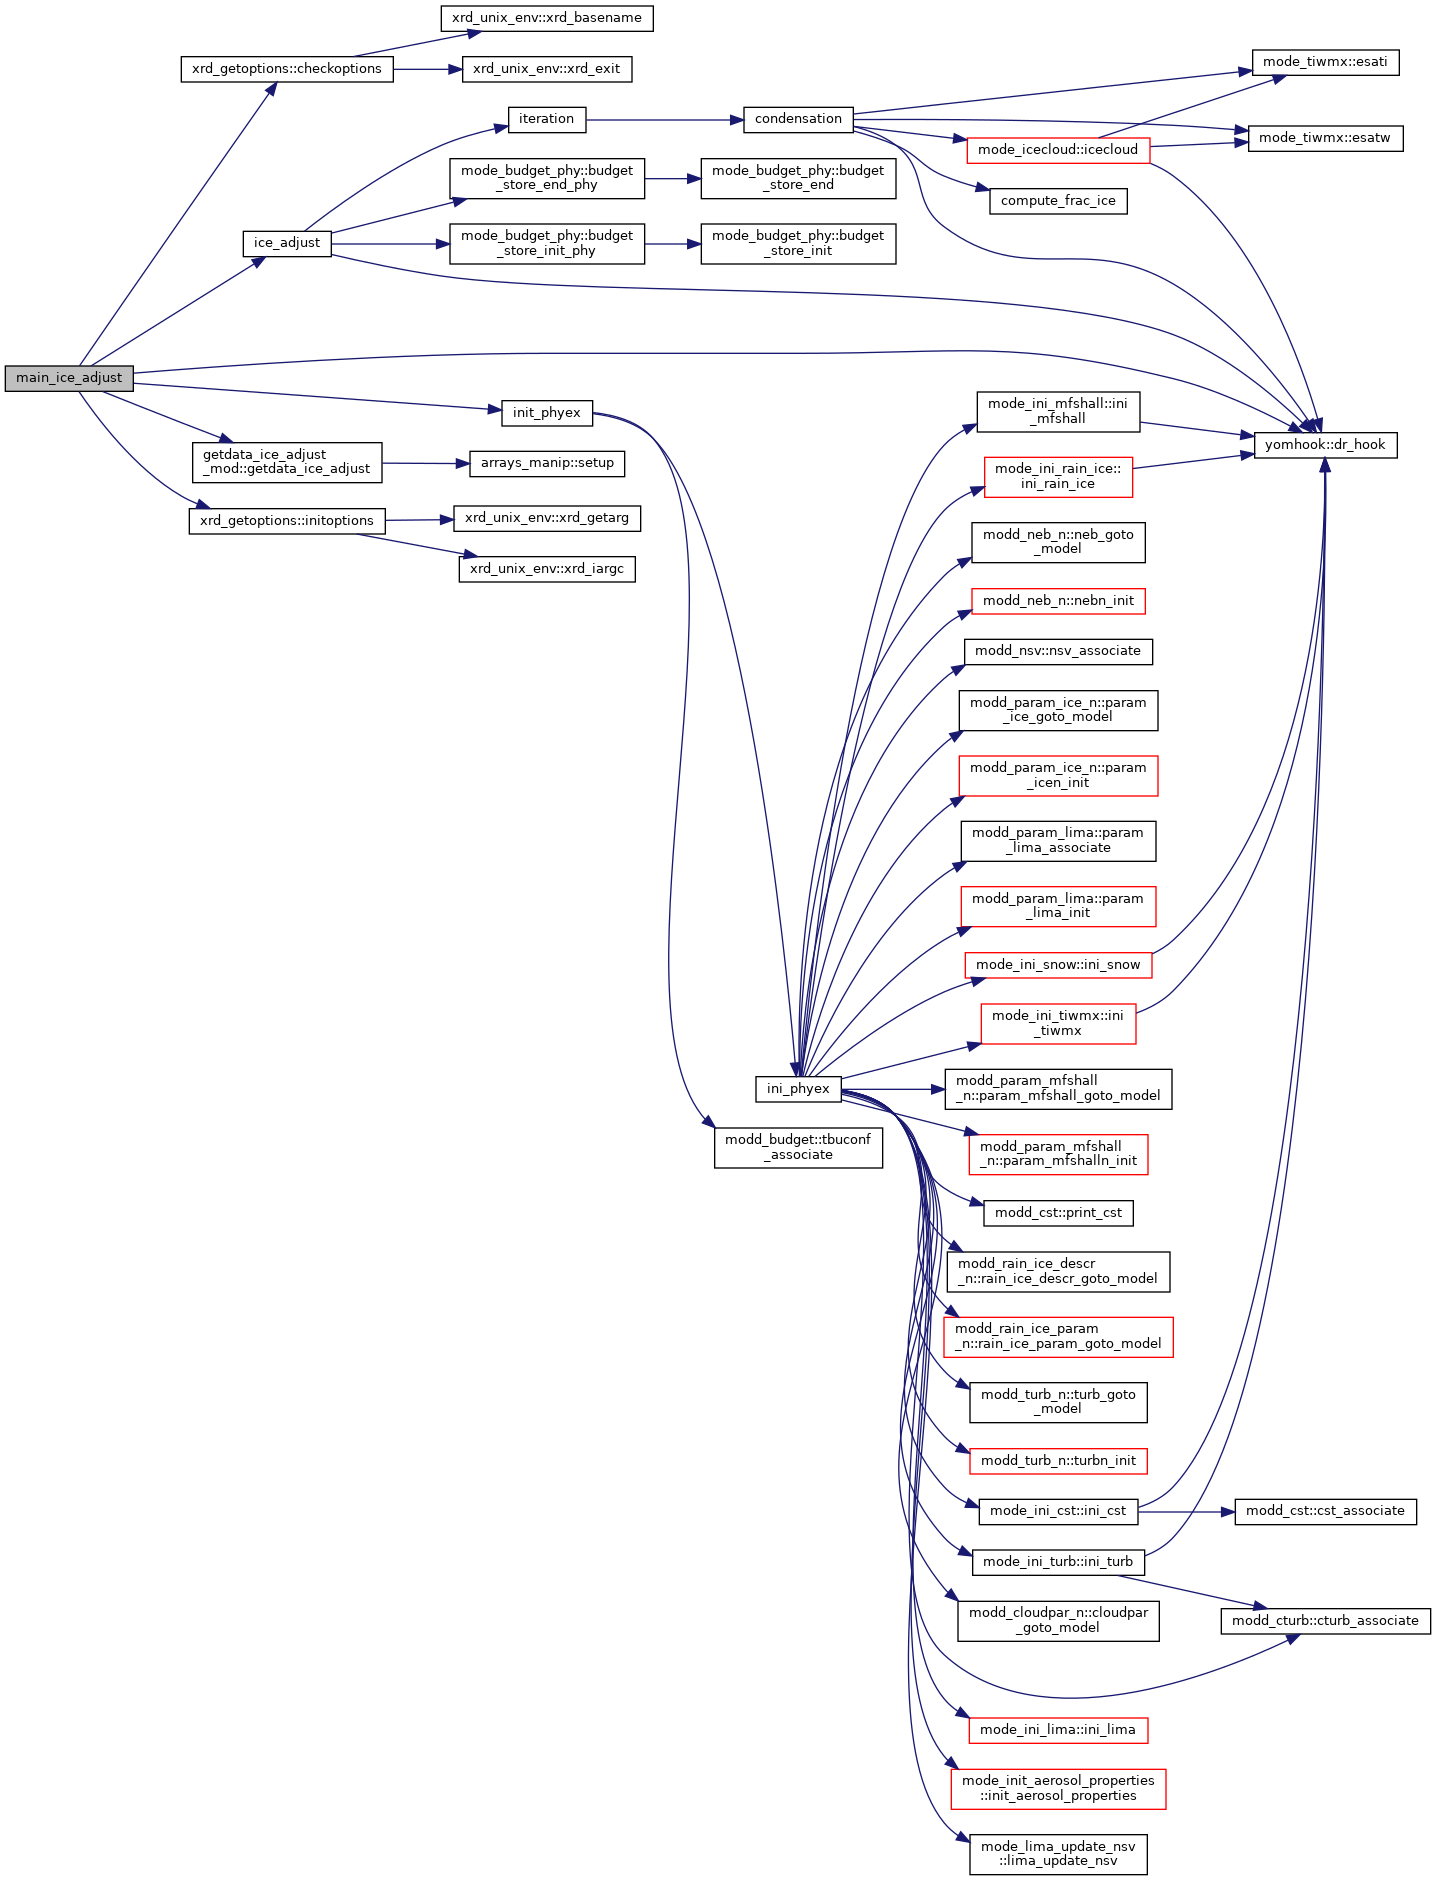 xrd_unix_env::xrd_basename
xrd_getoptions::checkoptions
xrd_unix_env::xrd_exit
mode_tiwmx::esati
iteration
condensation
mode_tiwmx::esatw
mode_icecloud::icecloud
mode_budget_phy::budget
_store_end_phy
mode_budget_phy::budget
_store_end
compute_frac_ice
ice_adjust
mode_budget_phy::budget
_store_init_phy
mode_budget_phy::budget
_store_init
main_ice_adjust
init_phyex
mode_ini_mfshall::ini
_mfshall
yomhook::dr_hook
getdata_ice_adjust
_mod::getdata_ice_adjust
arrays_manip::setup
mode_ini_rain_ice::
ini_rain_ice
xrd_getoptions::initoptions
xrd_unix_env::xrd_getarg
modd_neb_n::neb_goto
_model
xrd_unix_env::xrd_iargc
modd_neb_n::nebn_init
modd_nsv::nsv_associate
modd_param_ice_n::param
_ice_goto_model
modd_param_ice_n::param
_icen_init
modd_param_lima::param
_lima_associate
modd_param_lima::param
_lima_init
mode_ini_snow::ini_snow
mode_ini_tiwmx::ini
_tiwmx
ini_phyex
modd_param_mfshall
_n::param_mfshall_goto_model
modd_budget::tbuconf
_associate
modd_param_mfshall
_n::param_mfshalln_init
modd_cst::print_cst
modd_rain_ice_descr
_n::rain_ice_descr_goto_model
modd_rain_ice_param
_n::rain_ice_param_goto_model
modd_turb_n::turb_goto
_model
modd_turb_n::turbn_init
mode_ini_cst::ini_cst
modd_cst::cst_associate
mode_ini_turb::ini_turb
modd_cloudpar_n::cloudpar
_goto_model
modd_cturb::cturb_associate
mode_ini_lima::ini_lima
mode_init_aerosol_properties
::init_aerosol_properties
mode_lima_update_nsv
::lima_update_nsv